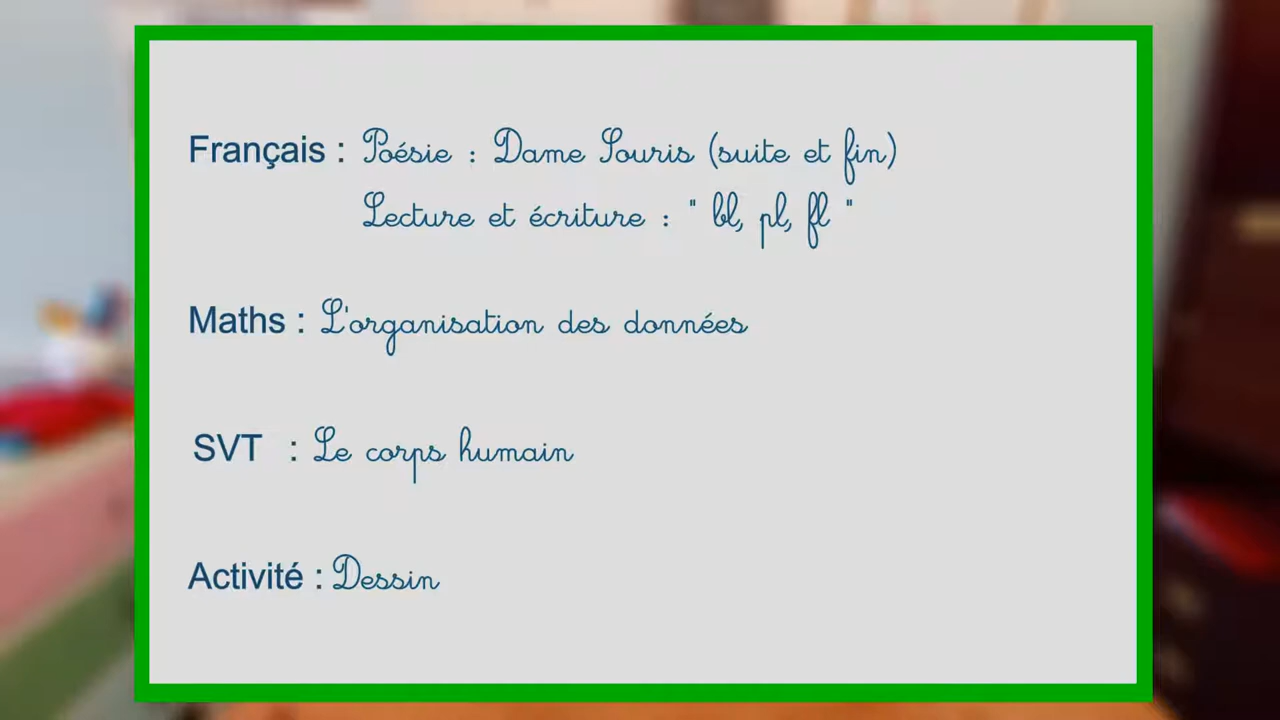 Français : Poésie : Dame Souris (suite et fin)
Lecture et écriture : " bl, pl, fl "
Maths : L'organisation des données
SVT : Le corps humain
Activité : Dessin